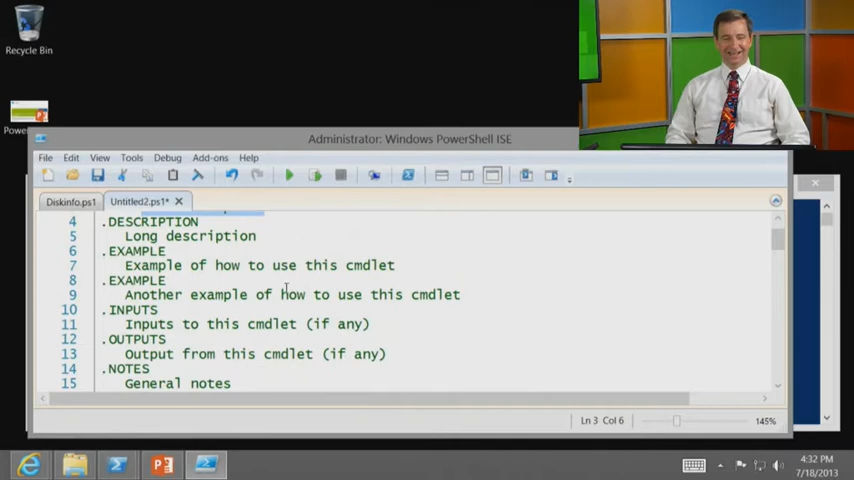 Recycle Bin
Power
Administrator: Windows PowerShell ISE
File Edit View Tools Debug Add-ons Help
Diskinfo.ps1 Untitled2.ps1*
4 .DESCRIPTION
5 Long description
6 .EXAMPLE
7 Example of how to use this cmdlet
8 .EXAMPLE
9 Another example of how to use this cmdlet
10 .INPUTS
11 Inputs to this cmdlet (if any)
12 .OUTPUTS
13 Output from this cmdlet (if any)
14 .NOTES
15 General notes
Ln 3 Col 6 145%
4:32 PM
7/18/2013